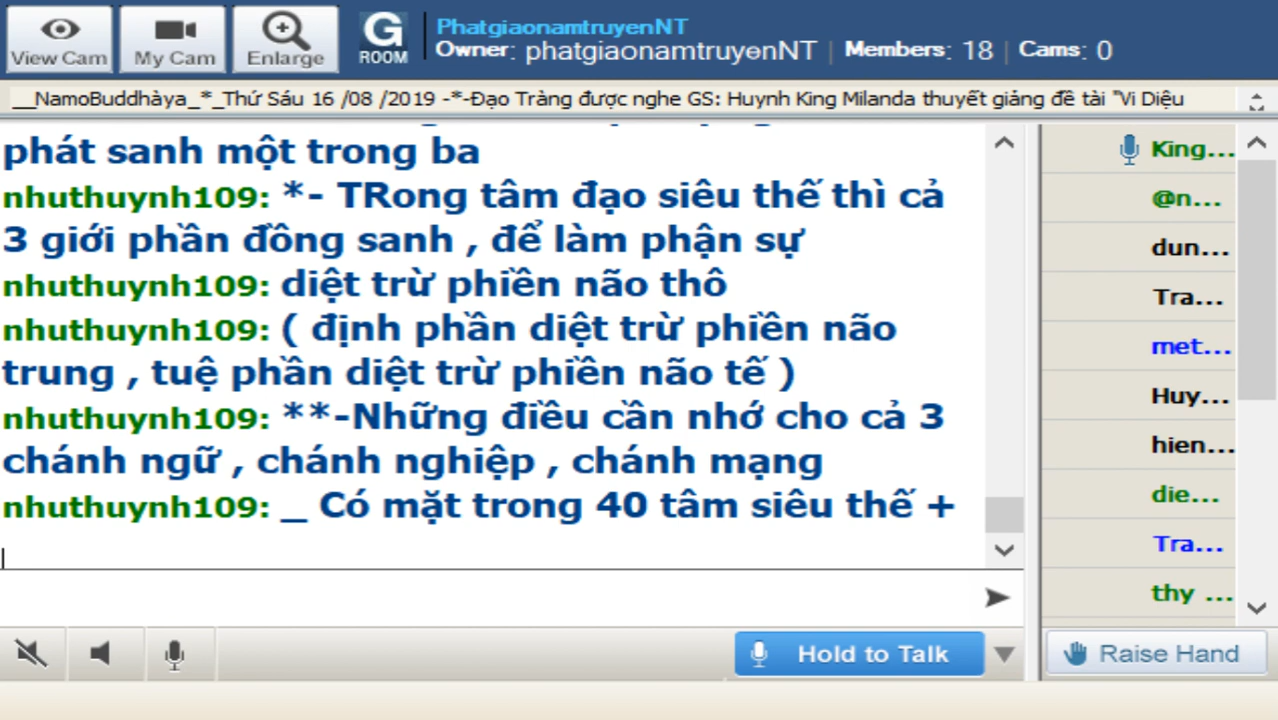 View Cam
My Cam
Enlarge
G
ROOM
PhatgiaonamtruyenNT
Owner: phatgiaonamtruyenNT | Members: 18 | Cams: 0
__NamoBuddhàya_*_Thứ Sáu 16 /08 /2019 -*-Đạo Tràng được nghe GS: Huynh King Milanda thuyết giảng đề tài "Vi Diệu
phát sanh một trong ba
nhuthuynh109: *- TRong tâm đạo siêu thế thì cả
3 giới phần đồng sanh , để làm phận sự
nhuthuynh109: diệt trừ phiền não thô
nhuthuynh109: ( định phần diệt trừ phiền não
trung , tuệ phần diệt trừ phiền não tế )
nhuthuynh109: **-Những điều cần nhớ cho cả 3
chánh ngữ , chánh nghiệp , chánh mạng
nhuthuynh109: _ Có mặt trong 40 tâm siêu thế +
King...
@n...
dun...
Tra...
met...
Huy...
hien...
die...
Tra...
thy ...
Hold to Talk
Raise Hand